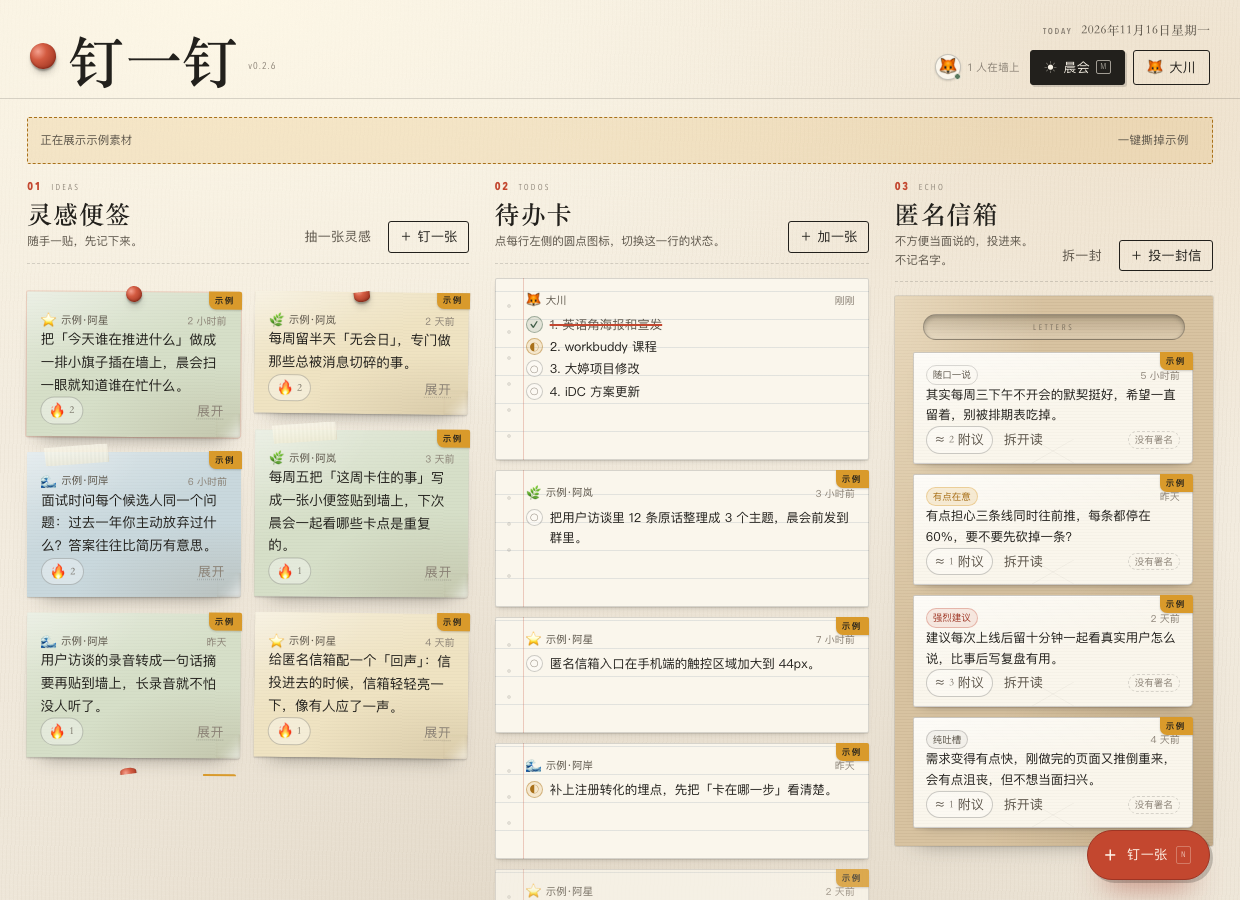 钉一钉 v0.2.6
TODAY 2026年11月16日星期一
1 人在墙上
晨会 M
大川
正在展示示例素材
一键撕掉示例
01 IDEAS
灵感便签
随手一贴，先记下来。
抽一张灵感
+ 钉一张
示例
示例·阿星 2 小时前
把「今天谁在推进什么」做成
一排小旗子插在墙上，晨会扫
一眼就知道谁在忙什么。
2 展开
示例
示例·阿岚 2 天前
每周留半天「无会日」，专门做
那些总被消息切碎的事。
2 展开
示例
示例·阿岸 6 小时前
面试时问每个候选人同一个问
题：过去一年你主动放弃过什
么？答案往往比简历有意思。
2 展开
示例
示例·阿岚 3 天前
每周五把「这周卡住的事」写
成一张小便签贴到墙上，下次
晨会一起看哪些卡点是重复
的。
1 展开
示例
示例·阿岸 昨天
用户访谈的录音转成一句话摘
要再贴到墙上，长录音就不怕
没人听了。
1 展开
示例
示例·阿星 4 天前
给匿名信箱配一个「回声」：信
投进去的时候，信箱轻轻亮一
下，像有人应了一声。
1 展开
02 TODOS
待办卡
点每行左侧的圆点图标，切换这一行的状态。
+ 加一张
大川 刚刚
1. 英语角海报和宣发
2. workbuddy 课程
3. 大婷项目修改
4. iDC 方案更新
示例
示例·阿岚 3 小时前
把用户访谈里 12 条原话整理成 3 个主题，晨会前发到
群里。
示例
示例·阿星 7 小时前
匿名信箱入口在手机端的触控区域加大到 44px。
示例
示例·阿岸 昨天
补上注册转化的埋点，先把「卡在哪一步」看清楚。
示例
示例·阿星 2 天前
03 ECHO
匿名信箱
不方便当面说的，投进来。
不记名字。
拆一封
+ 投一封信
LETTERS
示例
随口一说 5 小时前
其实每周三下午不开会的默契挺好，希望一直
留着，别被排期表吃掉。
≈ 2 附议 拆开读 没有署名
示例
有点在意 昨天
有点担心三条线同时往前推，每条都停在
60%，要不要先砍掉一条？
≈ 1 附议 拆开读 没有署名
示例
强烈建议 2 天前
建议每次上线后留十分钟一起看真实用户怎么
说，比事后写复盘有用。
≈ 3 附议 拆开读 没有署名
示例
纯吐槽 4 天前
需求变得有点快，刚做完的页面又推倒重来，
会有点沮丧，但不想当面扫兴。
≈ 1 附议 拆开读 没有署名
+ 钉一张 N